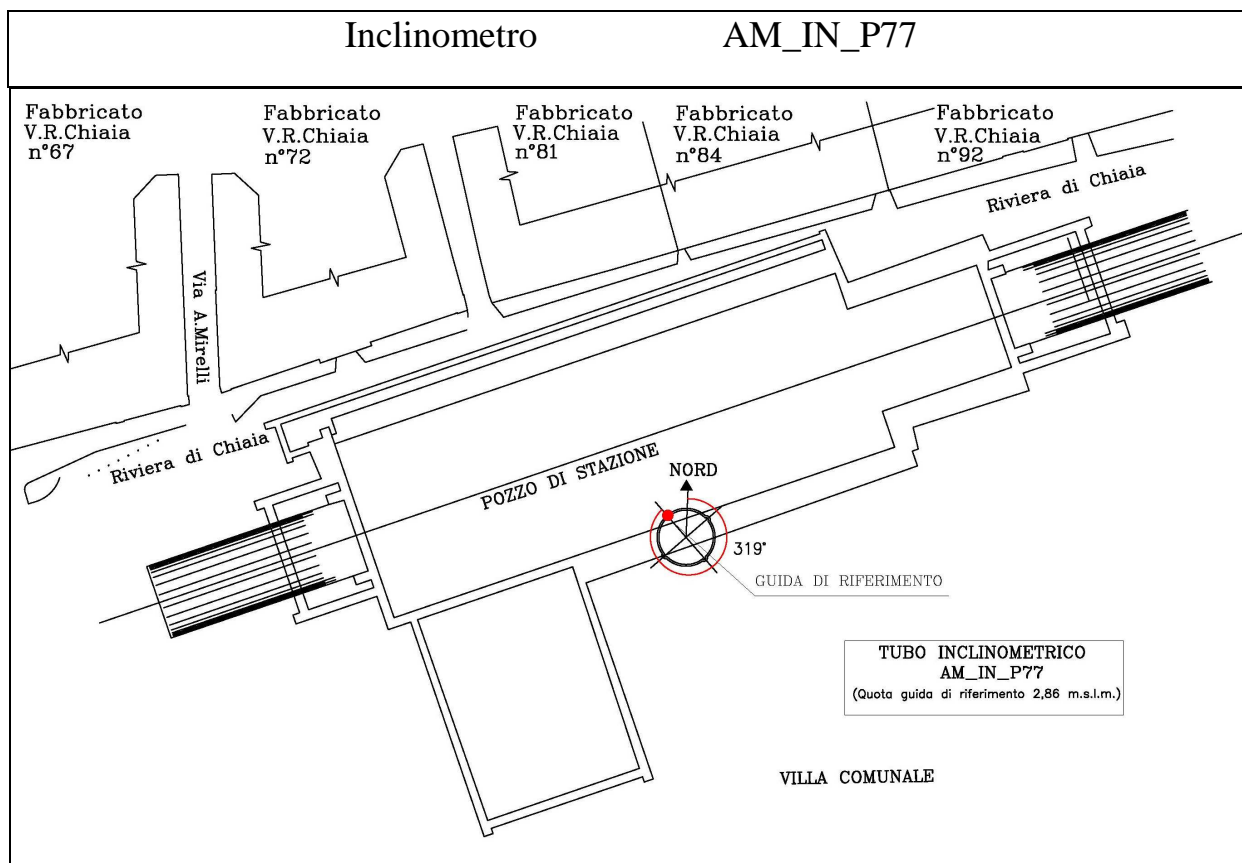 Inclinometro AM_IN_P77
Fabbricato
V.R.Chiaia
n°67
Fabbricato
V.R.Chiaia
n°72
Fabbricato
V.R.Chiaia
n°81
Fabbricato
V.R.Chiaia
n°84
Fabbricato
V.R.Chiaia
n°92
Riviera di Chiaia
Via A.Mirelli
Riviera di Chiaia
POZZO DI STAZIONE
NORD
319°
GUIDA DI RIFERIMENTO
TUBO INCLINOMETRICO
AM_IN_P77
(Quota guida di riferimento 2,86 m.s.l.m.)
VILLA COMUNALE